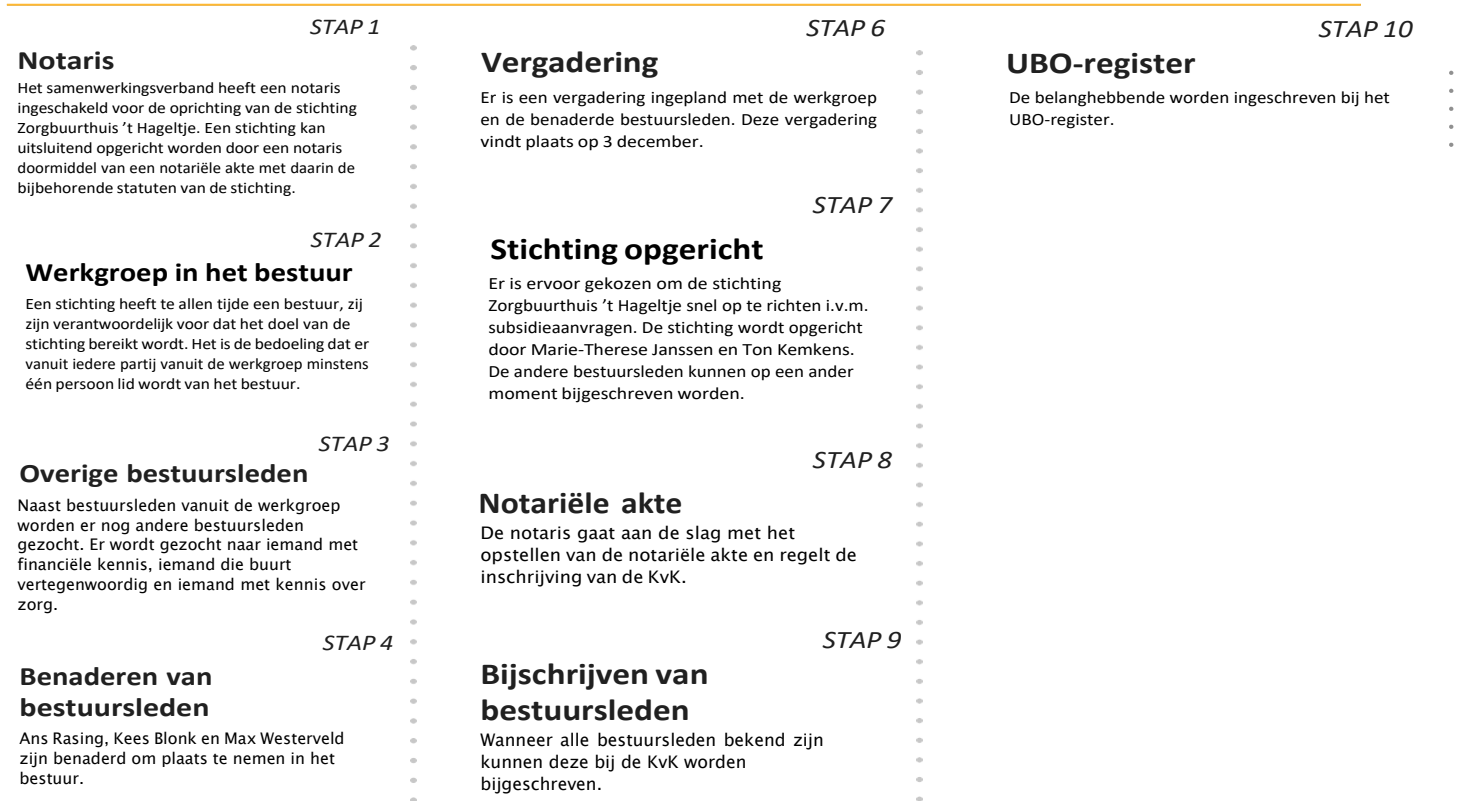 STAP 1
Notaris
Het samenwerkingsverband heeft een notaris
ingeschakeld voor de oprichting van de stichting
Zorgbuurthuis ’t Hageltje. Een stichting kan
uitsluitend opgericht worden door een notaris
doormiddel van een notariële akte met daarin de
bijbehorende statuten van de stichting.
STAP 2
Werkgroep in het bestuur
Een stichting heeft te allen tijde een bestuur, zij
zijn verantwoordelijk voor dat het doel van de
stichting bereikt wordt. Het is de bedoeling dat er
vanuit iedere partij vanuit de werkgroep minstens
één persoon lid wordt van het bestuur.
STAP 3
Overige bestuursleden
Naast bestuursleden vanuit de werkgroep
worden er nog andere bestuursleden
gezocht. Er wordt gezocht naar iemand met
financiële kennis, iemand die buurt
vertegenwoordig en iemand met kennis over
zorg.
STAP 4
Benaderen van
bestuursleden
Ans Rasing, Kees Blonk en Max Westerveld
zijn benaderd om plaats te nemen in het
bestuur.
STAP 6
Vergadering
Er is een vergadering ingepland met de werkgroep
en de benaderde bestuursleden. Deze vergadering
vindt plaats op 3 december.
STAP 7
Stichting opgericht
Er is ervoor gekozen om de stichting
Zorgbuurthuis ’t Hageltje snel op te richten i.v.m.
subsidieaanvragen. De stichting wordt opgericht
door Marie-Therese Janssen en Ton Kemkens.
De andere bestuursleden kunnen op een ander
moment bijgeschreven worden.
STAP 8
Notariële akte
De notaris gaat aan de slag met het
opstellen van de notariële akte en regelt de
inschrijving van de KvK.
STAP 9
Bijschrijven van
bestuursleden
Wanneer alle bestuursleden bekend zijn
kunnen deze bij de KvK worden
bijgeschreven.
STAP 10
UBO-register
De belanghebbende worden ingeschreven bij het
UBO-register.